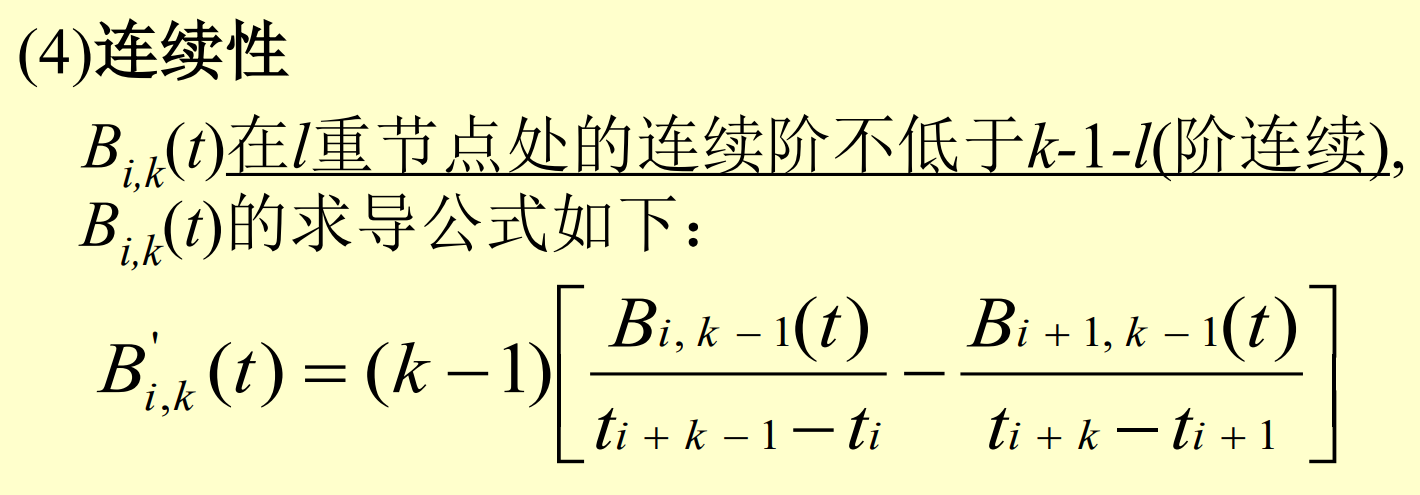 (4)连续性
B_{i,k}(t)在l重节点处的连续阶不低于k-1-l(阶连续),
B_{i,k}(t)的求导公式如下：
B'_{i,k}(t) = (k-1)[\frac{B_{i,k-1}(t)}{t_{i+k-1}-t_i} - \frac{B_{i+1,k-1}(t)}{t_{i+k}-t_{i+1}}]